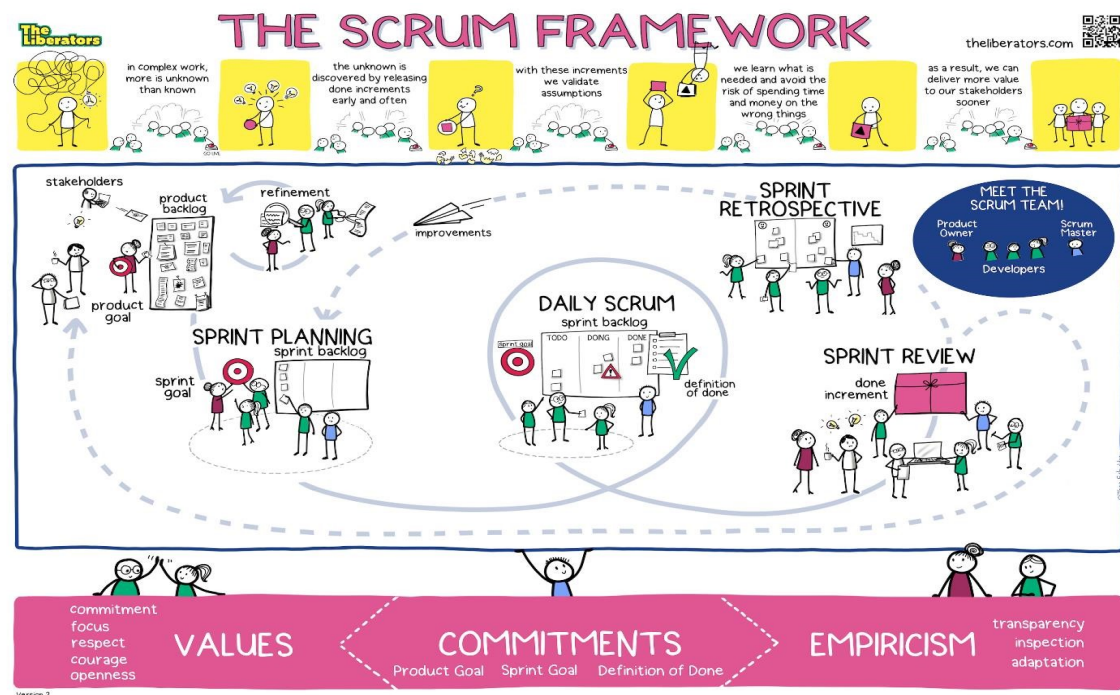 The
Liberators
THE SCRUM FRAMEWORK
theliberators.com
in complex work,
more is unknown
than known
the unknown is
discovered by releasing
done increments
early and often
with these increments
we validate
assumptions
we learn what is
needed and avoid the
risk of spending time
and money on the
wrong things
as a result, we can
deliver more value
to our stakeholders
sooner
GO LIVE
stakeholders
product
backlog
refinement
product
goal
improvements
SPRINT
RETROSPECTIVE
MEET THE
SCRUM TEAM!
Product
Owner
Scrum
Master
Developers
SPRINT PLANNING
sprint backlog
sprint
goal
DAILY SCRUM
sprint backlog
sprint goal
TODO
DOING
DONE
definition
of done
SPRINT REVIEW
done
increment
commitment
focus
respect
courage
openness
VALUES
COMMITMENTS
Product Goal Sprint Goal Definition of Done
EMPIRICISM
transparency
inspection
adaptation
Version 2